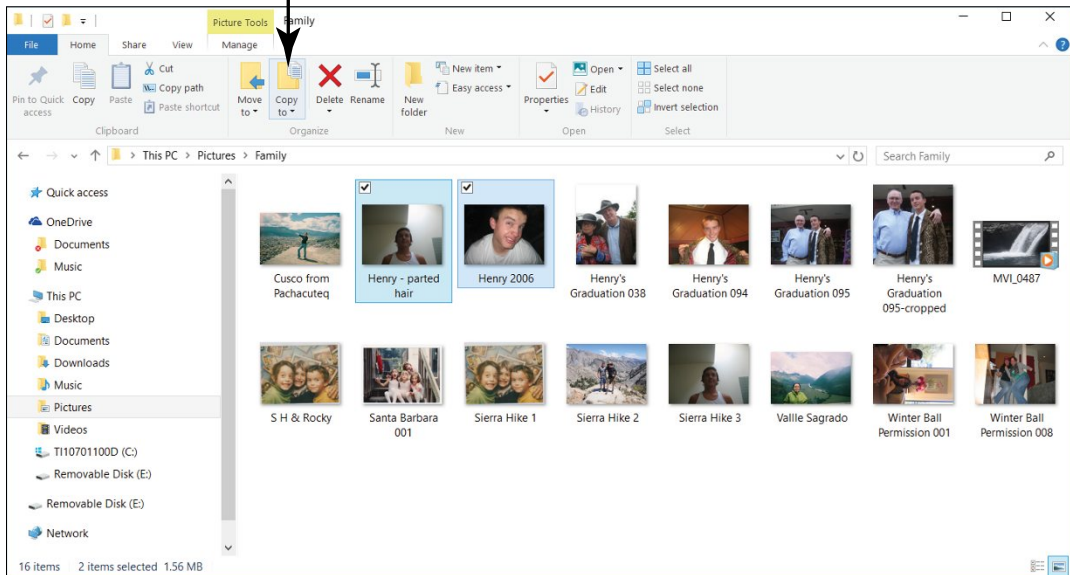 Picture Tools Family
File Home Share View Manage
Pin to Quick access
Copy
Paste
Cut
Copy path
Paste shortcut
Clipboard
Move to
Copy to
Delete
Rename
Organize
New folder
New item
Easy access
New
Properties
Open
Edit
History
Open
Select all
Select none
Invert selection
Select
This PC > Pictures > Family
Search Family
Quick access
OneDrive
Documents
Music
This PC
Desktop
Documents
Downloads
Music
Pictures
Videos
TI10701100D (C:)
Removable Disk (E:)
Removable Disk (E:)
Network
Cusco from
Pachacuteq
Henry - parted
hair
Henry 2006
Henry's
Graduation 038
Henry's
Graduation 094
Henry's
Graduation 095
Henry's
Graduation
095-cropped
MVI_0487
S H & Rocky
Santa Barbara
001
Sierra Hike 1
Sierra Hike 2
Sierra Hike 3
Vallle Sagrado
Winter Ball
Permission 001
Winter Ball
Permission 008
16 items 2 items selected 1.56 MB